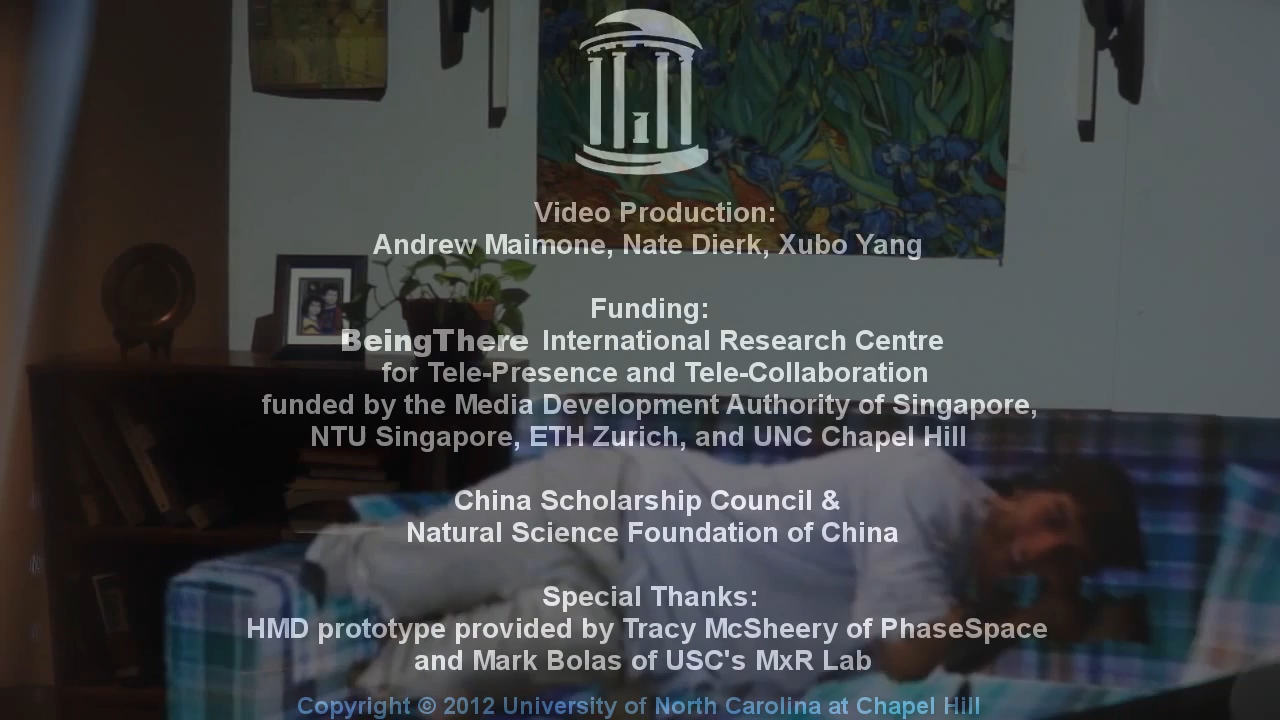 Video Production:
Andrew Maimone, Nate Dierk, Xubo Yang
Funding:
BeingThere International Research Centre
for Tele-Presence and Tele-Collaboration
funded by the Media Development Authority of Singapore,
NTU Singapore, ETH Zurich, and UNC Chapel Hill
China Scholarship Council &
Natural Science Foundation of China
Special Thanks:
HMD prototype provided by Tracy McSheery of PhaseSpace
and Mark Bolas of USC's MxR Lab
Copyright © 2012 University of North Carolina at Chapel Hill